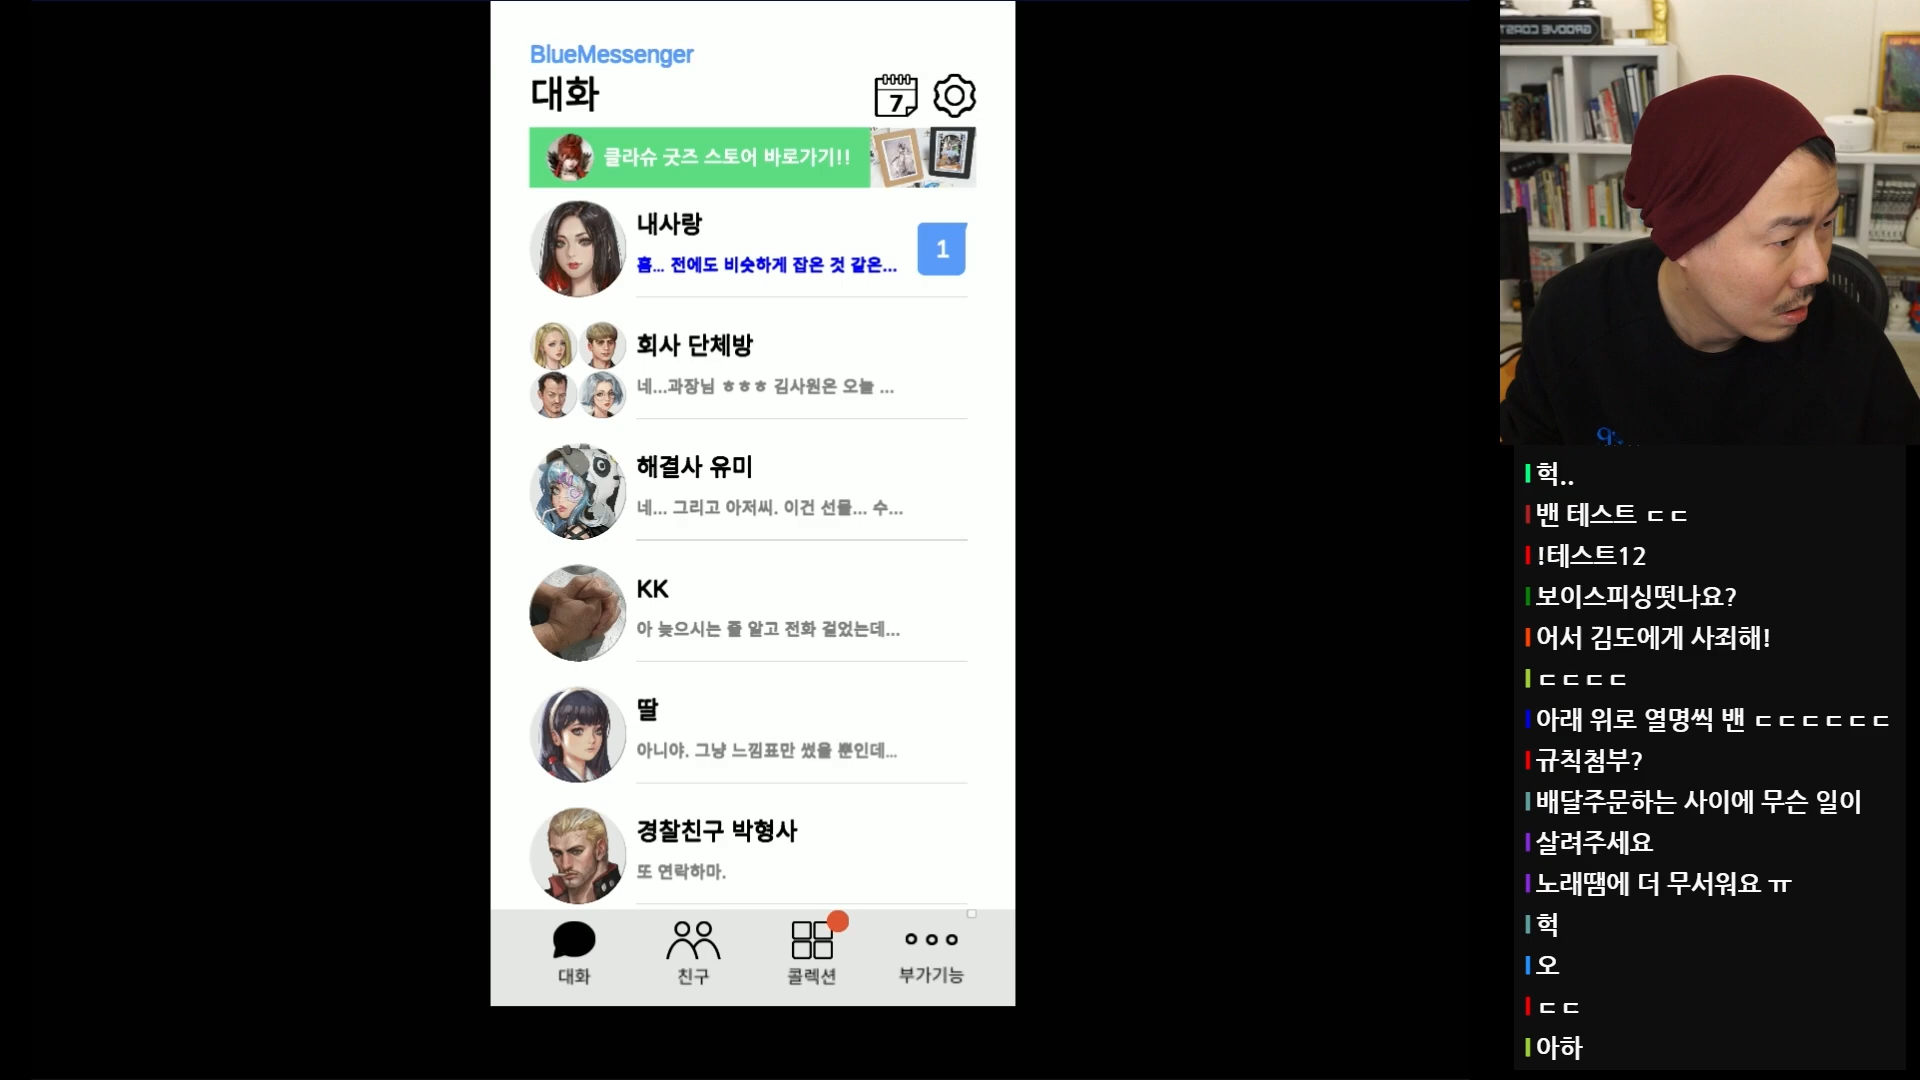 BlueMessenger
대화
7
클라슈 굿즈 스토어 바로가기!!
내사랑
흠... 전에도 비슷하게 잡은 것 같은...
1
회사 단체방
네...과장님 ㅎㅎㅎ 김사원은 오늘 ...
해결사 유미
네... 그리고 아저씨. 이건 선물... 수...
KK
아 늦으시는 줄 알고 전화 걸었는데...
딸
아니야. 그냥 느낌표만 썼을 뿐인데...
경찰친구 박형사
또 연락하마.
대화
친구
콜렉션
부가기능
헉..
밴 테스트 ㄷㄷ
!테스트12
보이스피싱떳나요?
어서 김도에게 사죄해!
ㄷㄷㄷㄷ
아래 위로 열명씩 밴 ㄷㄷㄷㄷㄷㄷ
규칙첨부?
배달주문하는 사이에 무슨 일이
살려주세요
노래땜에 더 무서워요 ㅠ
헉
오
ㄷㄷ
아하